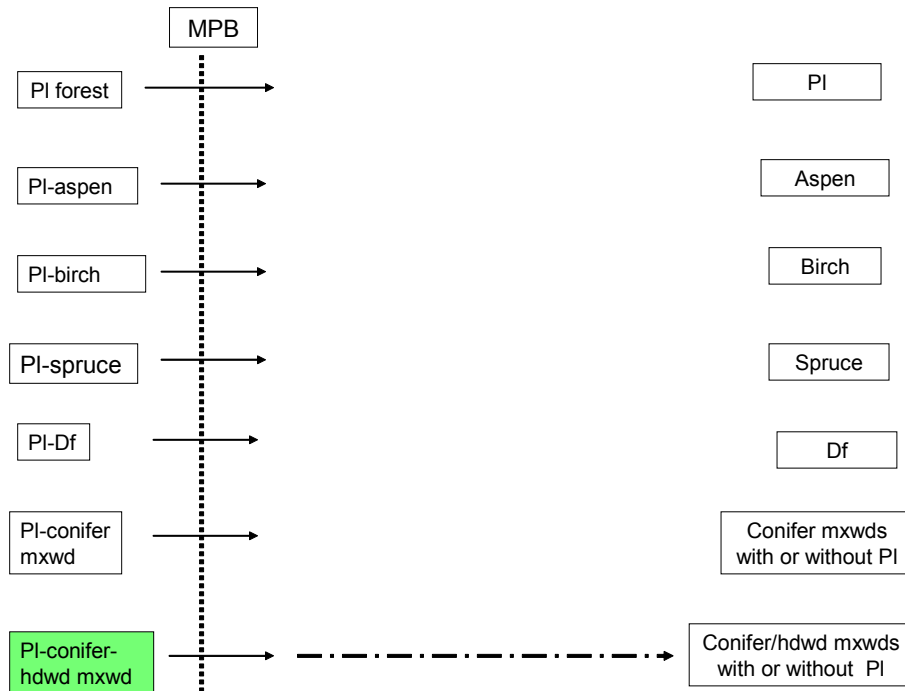 MPB
Pl forest
Pl
Pl-aspen
Aspen
Pl-birch
Birch
Pl-spruce
Spruce
Pl-Df
Df
Pl-conifer
mxwd
Conifer mxwds
with or without Pl
Pl-conifer-
hdwd mxwd
Conifer/hdwd mxwds
with or without Pl